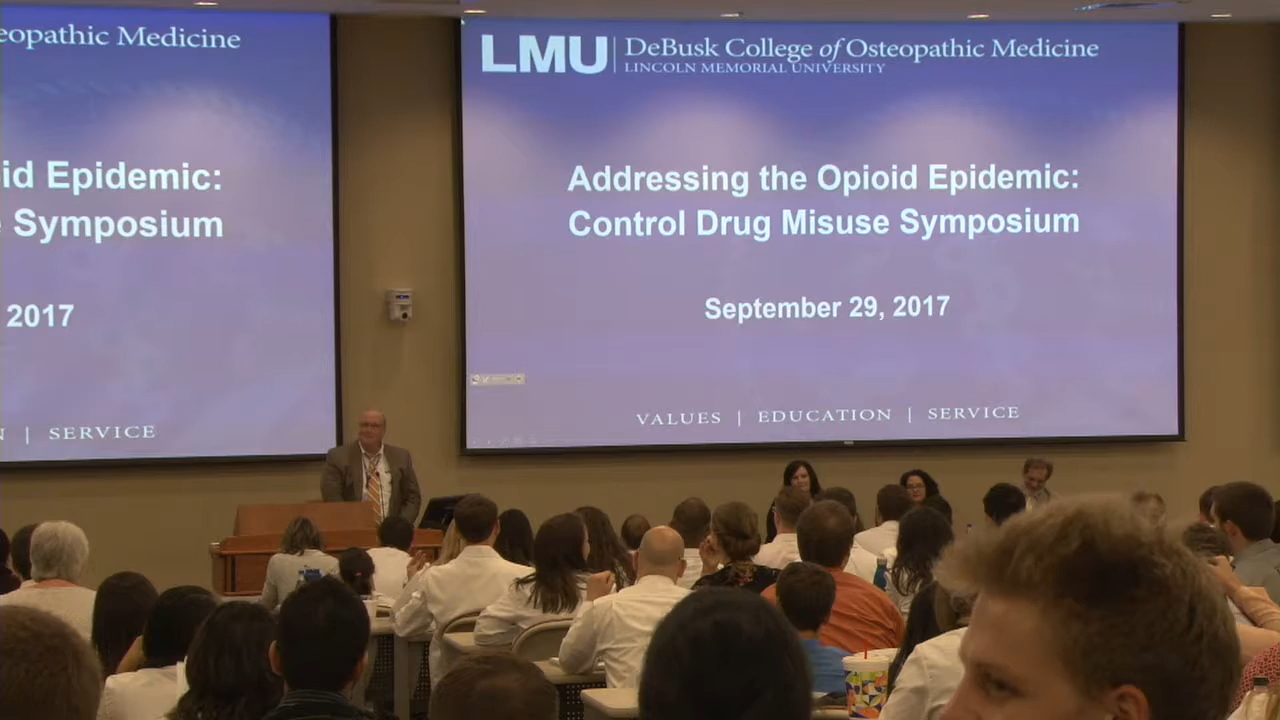 eopathic Medicine
id Epidemic:
Symposium
2017
| SERVICE
LMU
DeBusk College of Osteopathic Medicine
LINCOLN MEMORIAL UNIVERSITY
Addressing the Opioid Epidemic:
Control Drug Misuse Symposium
September 29, 2017
VALUES | EDUCATION | SERVICE